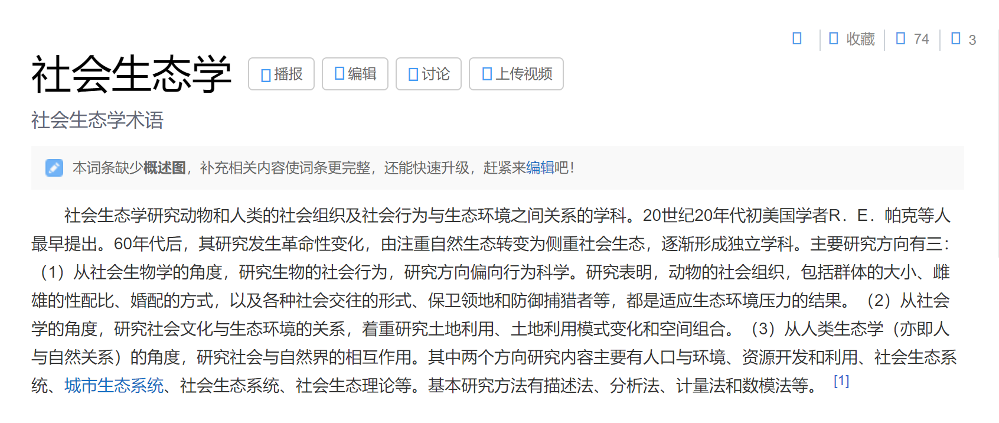 收藏 74 3
社会生态学 播报 编辑 讨论 上传视频
社会生态学术语
本词条缺少概述图，补充相关内容使词条更完整，还能快速升级，赶紧来编辑吧！
社会生态学研究动物和人类的社会组织及社会行为与生态环境之间关系的学科。20世纪20年代初美国学者R．E．帕克等人
最早提出。60年代后，其研究发生革命性变化，由注重自然生态转变为侧重社会生态，逐渐形成独立学科。主要研究方向有三：
（1）从社会生物学的角度，研究生物的社会行为，研究方向偏向行为科学。研究表明，动物的社会组织，包括群体的大小、雌
雄的性配比、婚配的方式，以及各种社会交往的形式、保卫领地和防御捕猎者等，都是适应生态环境压力的结果。（2）从社会
学的角度，研究社会文化与生态环境的关系，着重研究土地利用、土地利用模式变化和空间组合。（3）从人类生态学（亦即人
与自然关系）的角度，研究社会与自然界的相互作用。其中两个方向研究内容主要有人口与环境、资源开发和利用、社会生态系
统、城市生态系统、社会生态系统、社会生态理论等。基本研究方法有描述法、分析法、计量法和数模法等。 [1]